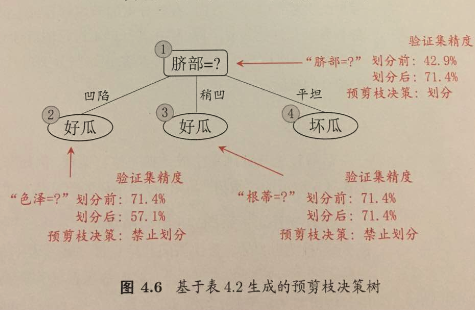 验证集精度
1
脐部=?
“脐部=?” 划分前: 42.9%
划分后: 71.4%
预剪枝决策: 划分
凹陷
稍凹
平坦
2
好瓜
3
好瓜
4
坏瓜
验证集精度
“色泽=?” 划分前: 71.4%
划分后: 57.1%
预剪枝决策: 禁止划分
验证集精度
“根蒂=?” 划分前: 71.4%
划分后: 71.4%
预剪枝决策: 禁止划分
图 4.6 基于表 4.2 生成的预剪枝决策树